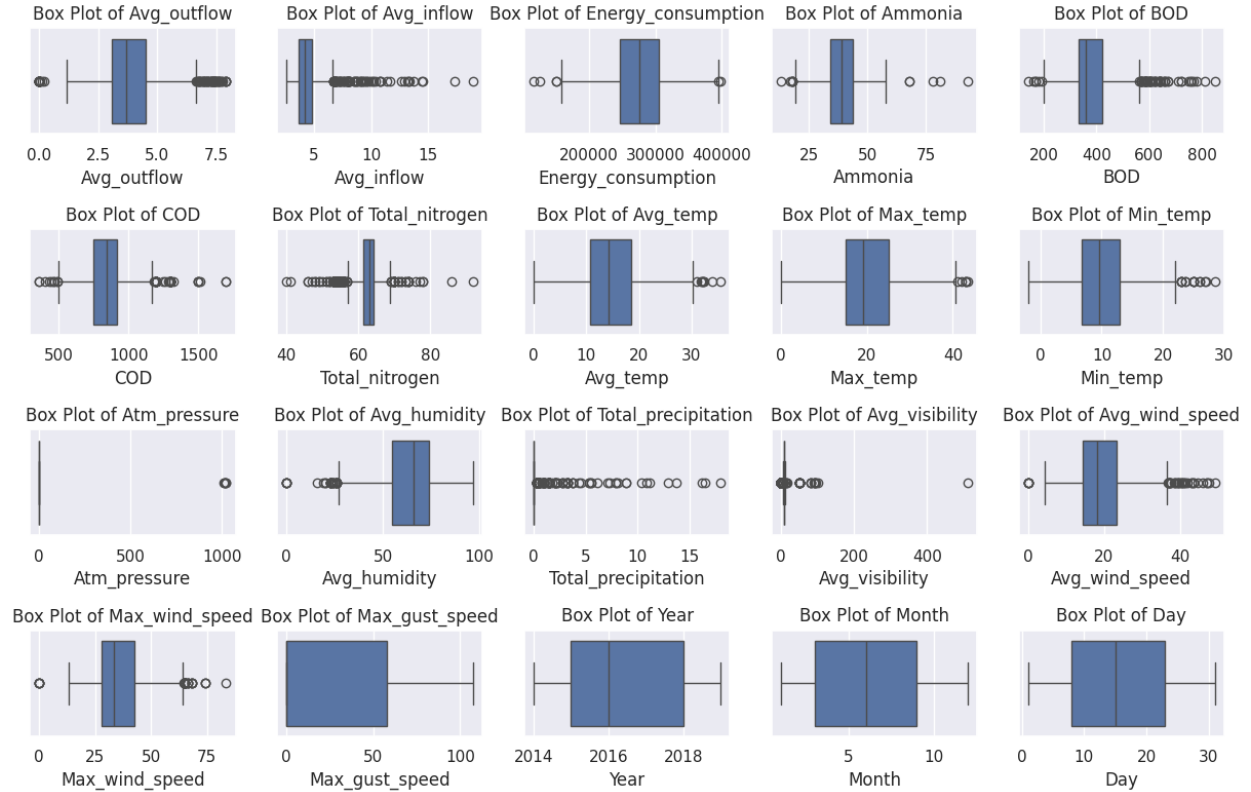 Box Plot of Avg_outflow
0.0 2.5 5.0 7.5
Avg_outflow
Box Plot of Avg_inflow
5 10 15
Avg_inflow
Box Plot of Energy_consumption
200000 300000 400000
Energy_consumption
Box Plot of Ammonia
25 50 75
Ammonia
Box Plot of BOD
200 400 600 800
BOD
Box Plot of COD
500 1000 1500
COD
Box Plot of Total_nitrogen
40 60 80
Total_nitrogen
Box Plot of Avg_temp
0 10 20 30
Avg_temp
Box Plot of Max_temp
0 20 40
Max_temp
Box Plot of Min_temp
0 10 20 30
Min_temp
Box Plot of Atm_pressure
0 500 1000
Atm_pressure
Box Plot of Avg_humidity
0 50 100
Avg_humidity
Box Plot of Total_precipitation
0 5 10 15
Total_precipitation
Box Plot of Avg_visibility
0 200 400
Avg_visibility
Box Plot of Avg_wind_speed
0 20 40
Avg_wind_speed
Box Plot of Max_wind_speed
0 25 50 75
Max_wind_speed
Box Plot of Max_gust_speed
0 50 100
Max_gust_speed
Box Plot of Year
2014 2016 2018
Year
Box Plot of Month
5 10
Month
Box Plot of Day
0 10 20 30
Day